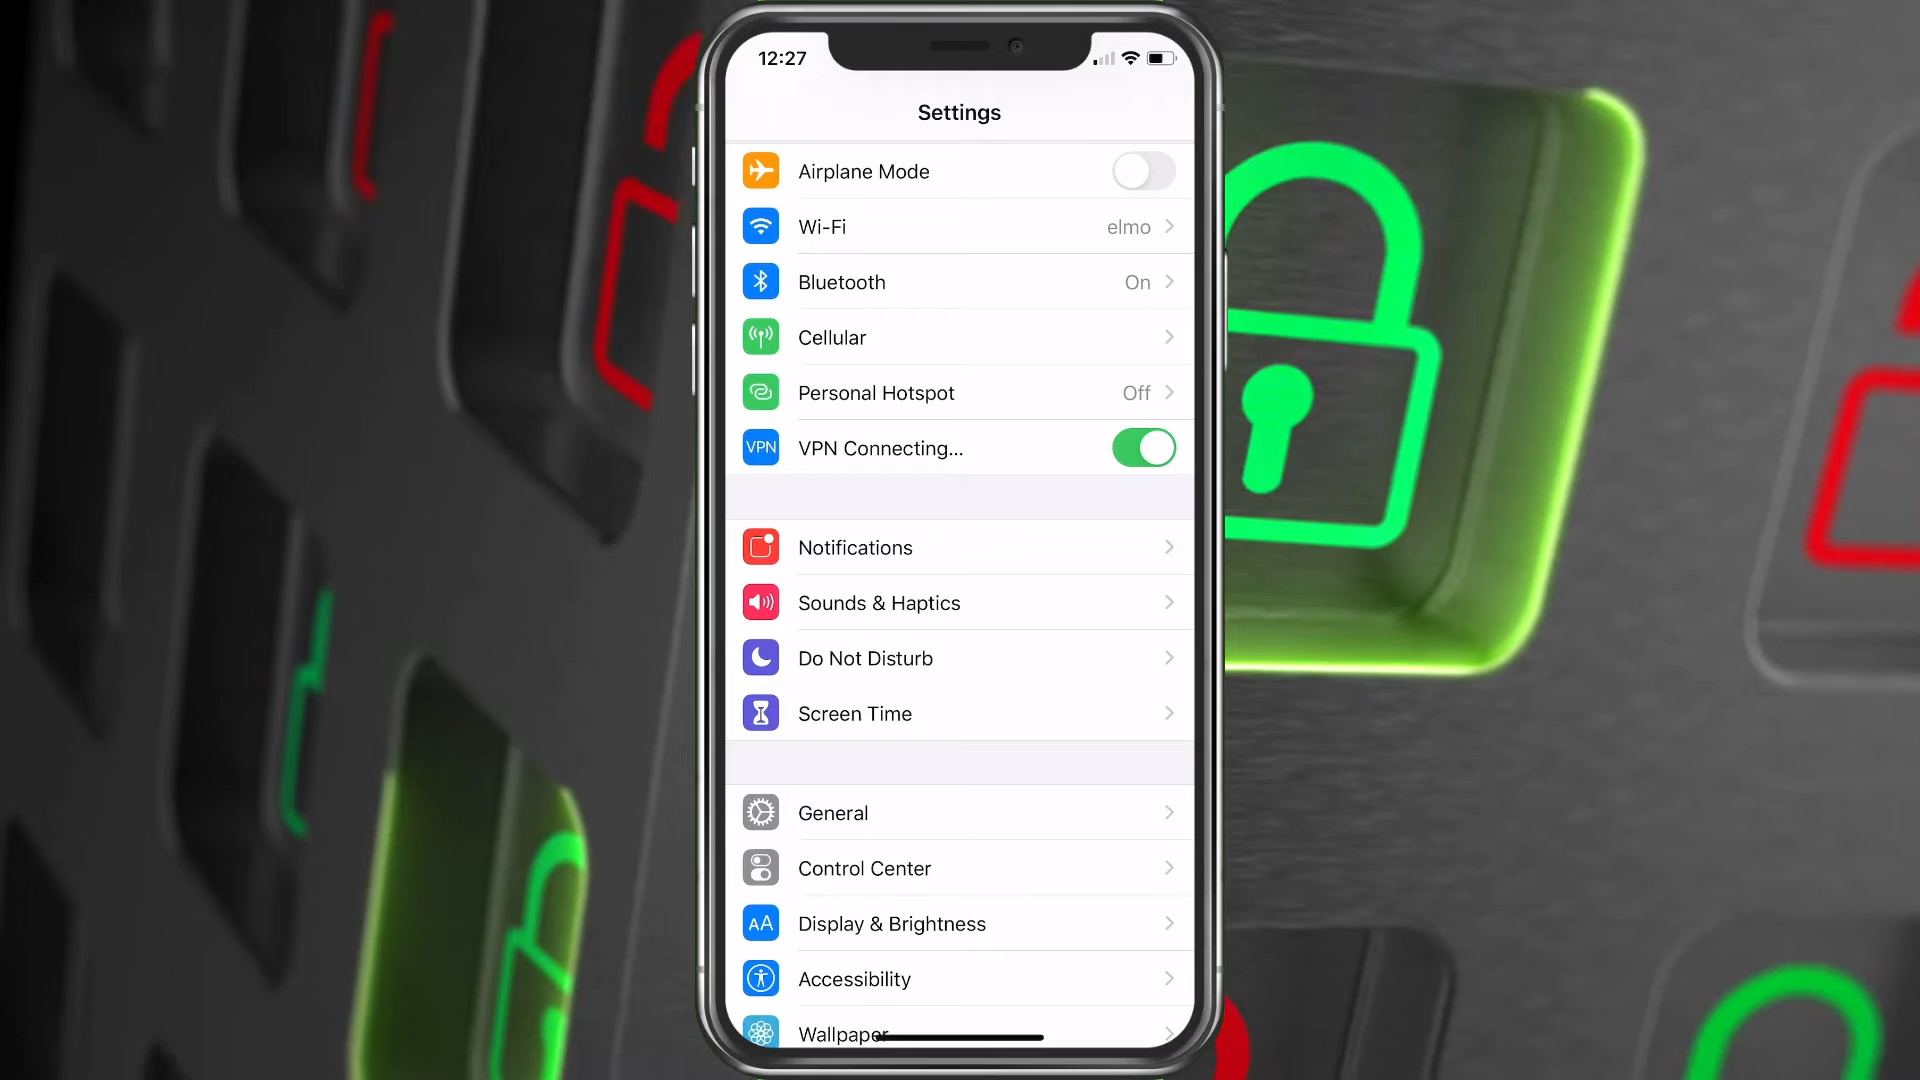 12:27
Settings
Airplane Mode
Wi-Fi elmo
Bluetooth On
Cellular
Personal Hotspot Off
VPN VPN Connecting...
Notifications
Sounds & Haptics
Do Not Disturb
Screen Time
General
Control Center
AA Display & Brightness
Accessibility
Wallpaper